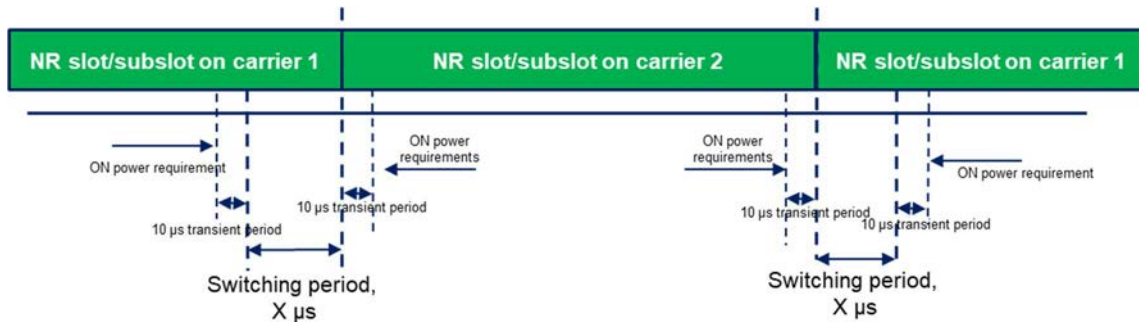 NR slot/subslot on carrier 1
NR slot/subslot on carrier 2
NR slot/subslot on carrier 1
ON power requirement
ON power
requirements
ON power
requirements
ON power requirement
10 µs transient period
10 µs transient period
10 µs transient period
10 µs transient period
Switching period,
X µs
Switching period,
X µs